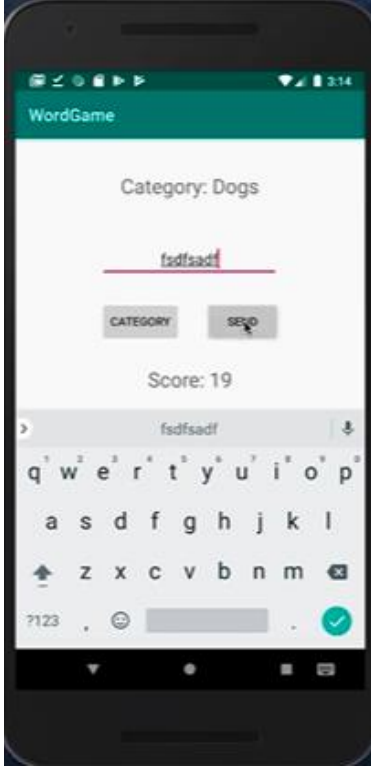 3:14
WordGame
Category: Dogs
fsdfsadf
CATEGORY SEND
Score: 19
fsdfsadf
q w e r t y u i o p
a s d f g h j k l
z x c v b n m
?123 , .